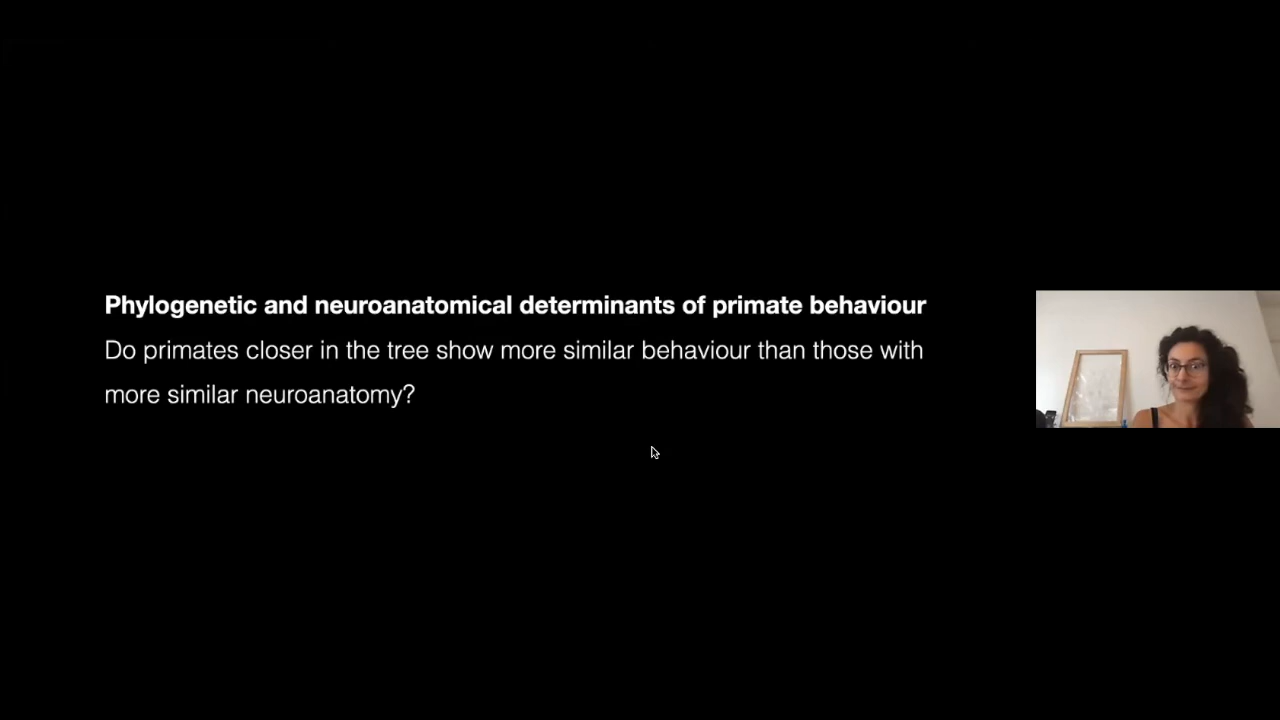 Phylogenetic and neuroanatomical determinants of primate behaviour
Do primates closer in the tree show more similar behaviour than those with
more similar neuroanatomy?